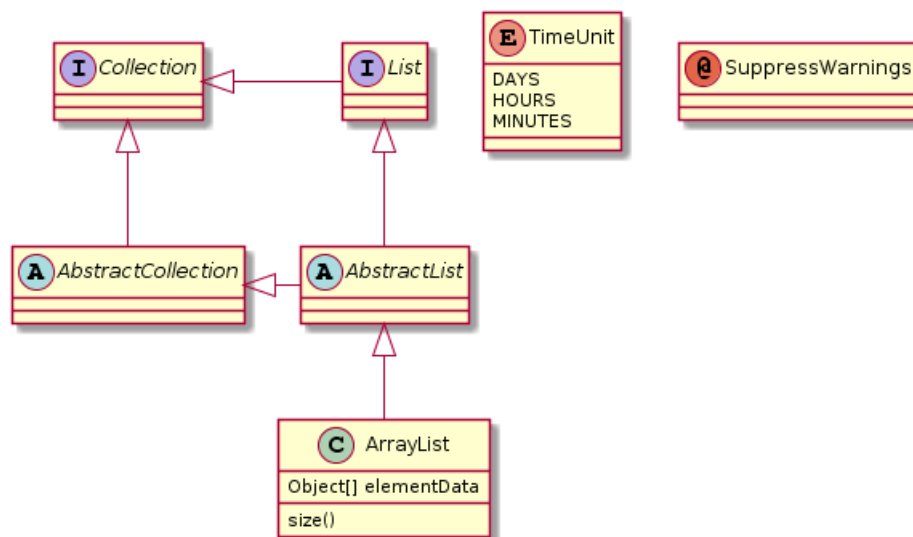 I Collection
I List
E TimeUnit
DAYS
HOURS
MINUTES
@ SuppressWarnings
A AbstractCollection
A AbstractList
C ArrayList
Object[] elementData
size()